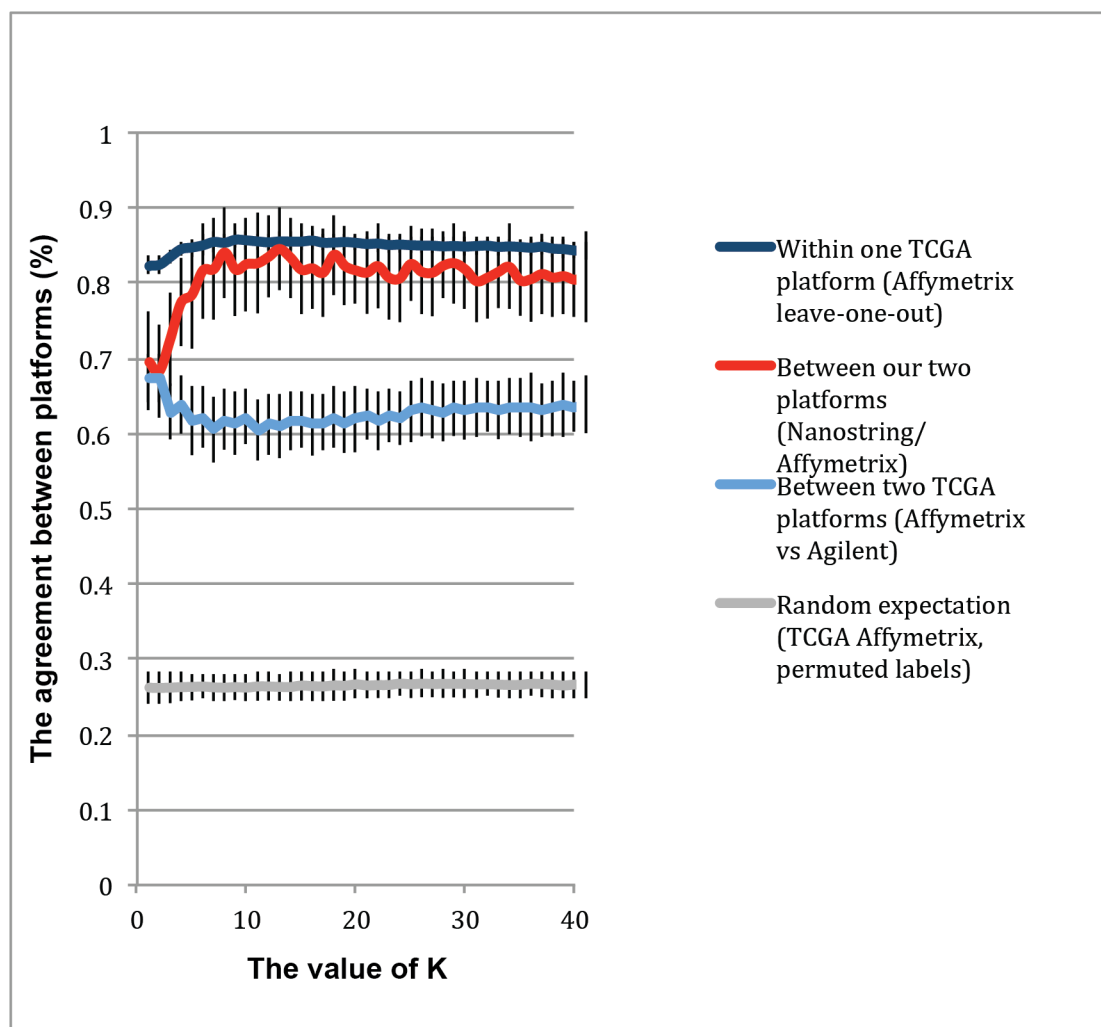 1
0.9
0.8
0.7
0.6
0.5
0.4
0.3
0.2
0.1
0
0
10
20
30
40
The agreement between platforms (%)
The value of K
Within one TCGA
platform (Affymetrix
leave-one-out)
Between our two
platforms
(Nanostring/
Affymetrix)
Between two TCGA
platforms (Affymetrix
vs Agilent)
Random expectation
(TCGA Affymetrix,
permuted labels)